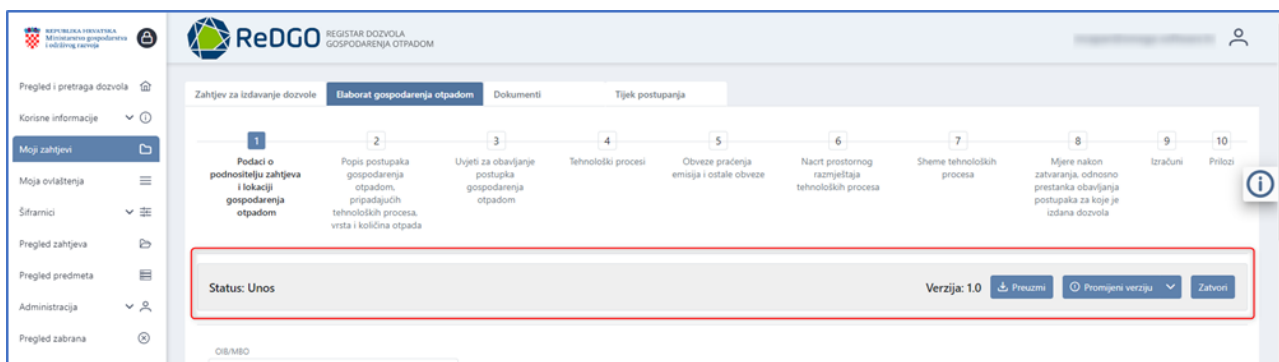 REPUBLIKA HRVATSKA
Ministarstvo gospodarstva
i održivog razvoja
ReDGO
REGISTAR DOZVOLA
GOSPODARENJA OTPADOM
Pregled i pretraga dozvola
Korisne informacije
Moji zahtjevi
Moja ovlaštenja
Šifrarnici
Pregled zahtjeva
Pregled predmeta
Administracija
Pregled zabrana
Zahtjev za izdavanje dozvole
Elaborat gospodarenja otpadom
Dokumenti
Tijek postupanja
1
Podaci o
podnositelju zahtjeva
i lokaciji
gospodarenja
otpadom
2
Popis postupaka
gospodarenja
otpadom,
pripadajućih
tehnoloških procesa,
vrsta i količina otpada
3
Uvjeti za obavljanje
postupka
gospodarenja
otpadom
4
Tehnološki procesi
5
Obveze praćenja
emisija i ostale obveze
6
Nacrt prostornog
razmještaja
tehnoloških procesa
7
Sheme tehnoloških
procesa
8
Mjere nakon
zatvaranja, odnosno
prestanka obavljanja
postupaka za koje je
izdana dozvola
9
Izračuni
10
Prilozi
Status: Unos
Verzija: 1.0
Preuzmi
Promijeni verziju
Zatvori
OIB/MBO